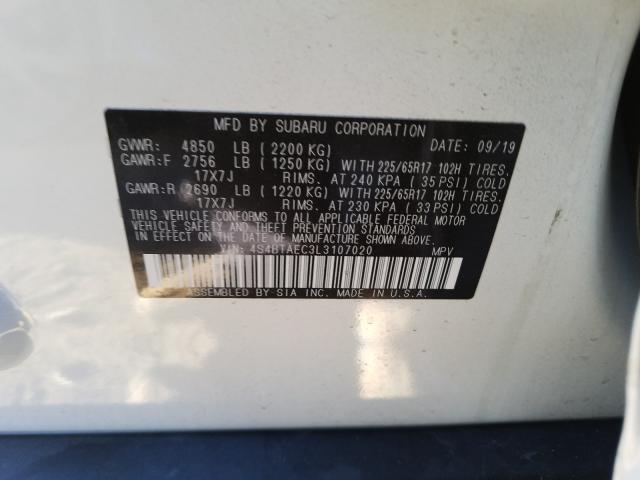 MFD BY SUBARU CORPORATION
GVWR: 4850 LB (2200 KG) DATE: 09/19
GAWR:F 2756 LB (1250 KG) WITH 225/65R17 102H TIRES.
17X7J RIMS. AT 240 KPA (35 PSI) COLD
GAWR:R 2690 LB (1220 KG) WITH 225/65R17 102H TIRES.
17X7J RIMS. AT 230 KPA (33 PSI) COLD
THIS VEHICLE CONFORMS TO ALL APPLICABLE FEDERAL MOTOR
VEHICLE SAFETY AND THEFT PREVENTION STANDARDS
IN EFFECT ON THE DATE OF MANUFACTURE SHOWN ABOVE.
VIN: 4S4BTAEC3L3107020 MPV
ASSEMBLED BY SIA INC. MADE IN U.S.A.